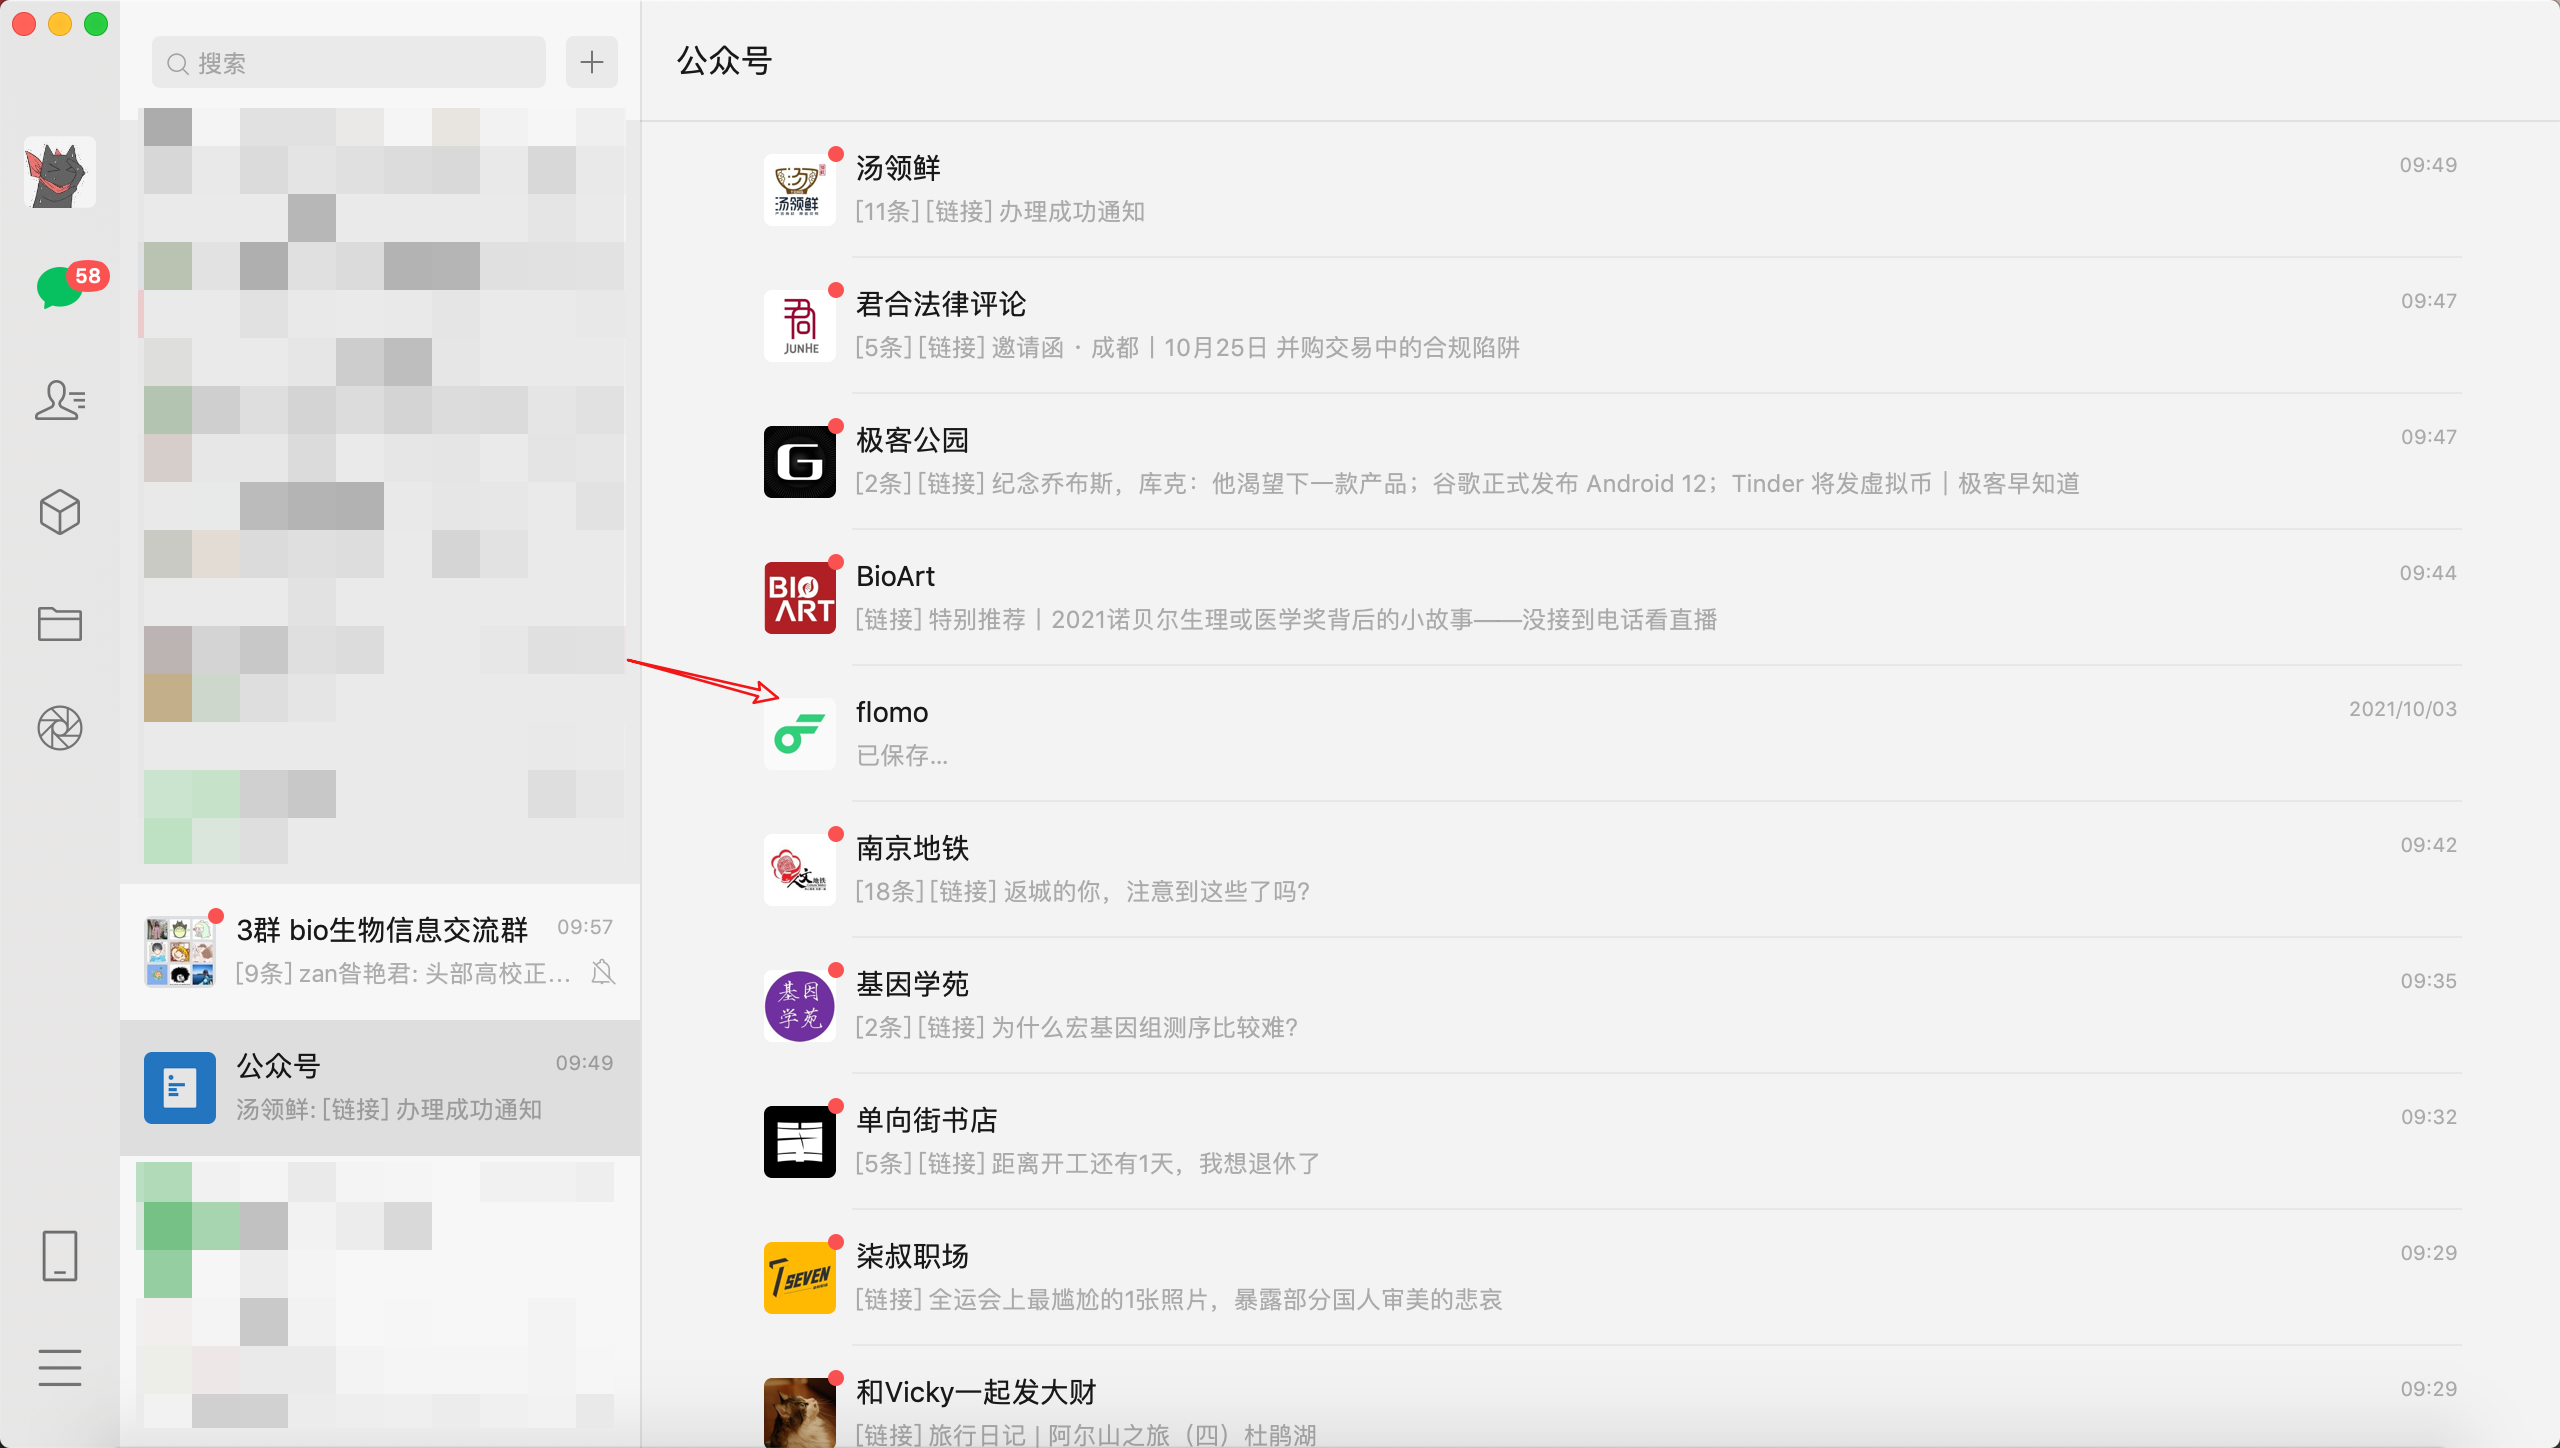 搜索
58
3群 bio生物信息交流群
09:57
[9条] zan昝艳君: 头部高校正...
公众号
09:49
汤领鲜: [链接] 办理成功通知
公众号
汤领鲜
汤领鲜
09:49
[11条] [链接] 办理成功通知
JUNHE
君合法律评论
09:47
[5条] [链接] 邀请函 · 成都丨10月25日 并购交易中的合规陷阱
G
极客公园
09:47
[2条] [链接] 纪念乔布斯，库克：他渴望下一款产品；谷歌正式发布 Android 12；Tinder 将发虚拟币｜极客早知道
BIO
ART
BioArt
09:44
[链接] 特别推荐丨2021诺贝尔生理或医学奖背后的小故事——没接到电话看直播
flomo
2021/10/03
已保存...
人文地铁
南京地铁
09:42
[18条] [链接] 返城的你，注意到这些了吗?
基因
学苑
基因学苑
09:35
[2条] [链接] 为什么宏基因组测序比较难?
单向街书店
09:32
[5条] [链接] 距离开工还有1天，我想退休了
7 SEVEN
柒叔职场
09:29
[链接] 全运会上最尴尬的1张照片，暴露部分国人审美的悲哀
和Vicky一起发大财
09:29
[链接] 旅行日记 | 阿尔山之旅（四）杜鹃湖